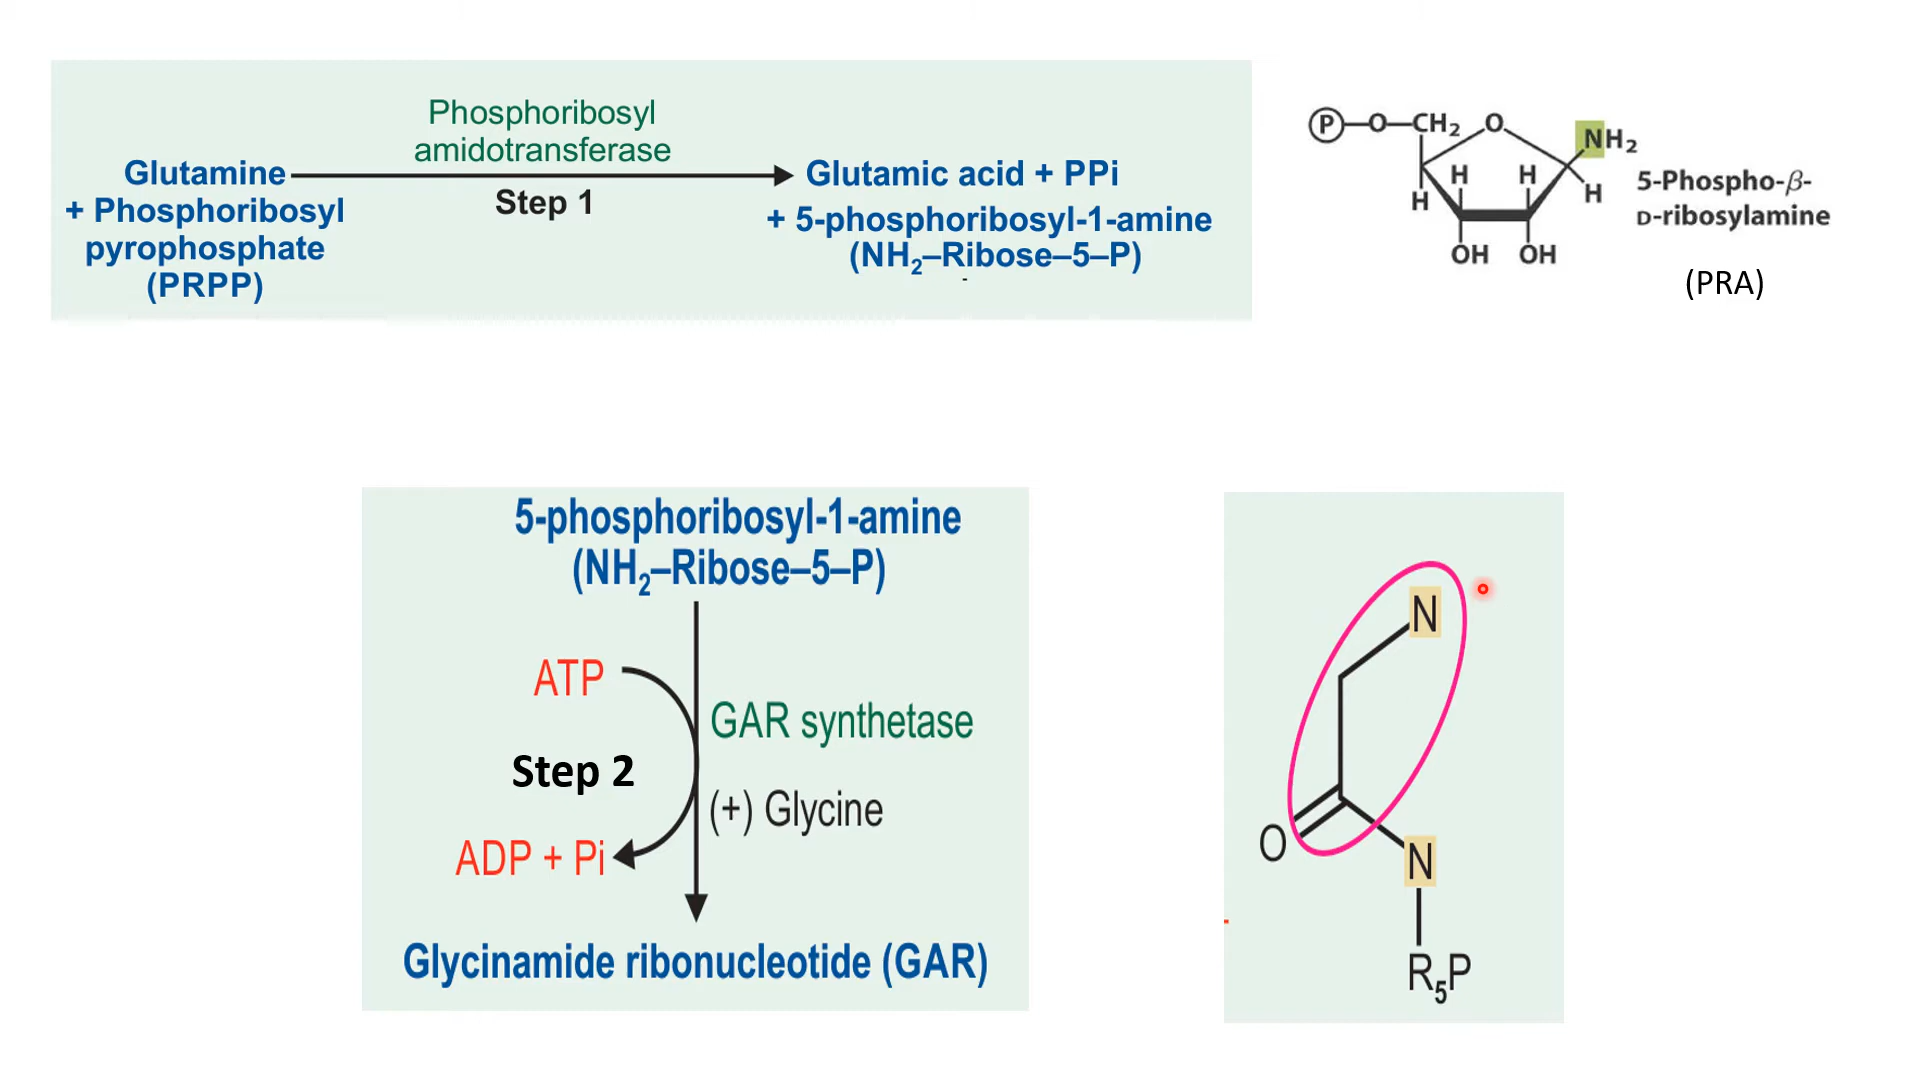 Phosphoribosyl
amidotransferase
Glutamine
+ Phosphoribosyl
pyrophosphate
(PRPP)
Step 1
Glutamic acid + PPi
+ 5-phosphoribosyl-1-amine
(NH₂–Ribose–5–P)
P–O–CH₂ O NH₂
H H H H
OH OH
5-Phospho-β-
D-ribosylamine
(PRA)
5-phosphoribosyl-1-amine
(NH₂–Ribose–5–P)
ATP
GAR synthetase
Step 2
(+) Glycine
ADP + Pi
Glycinamide ribonucleotide (GAR)
N
O
N
R₅P